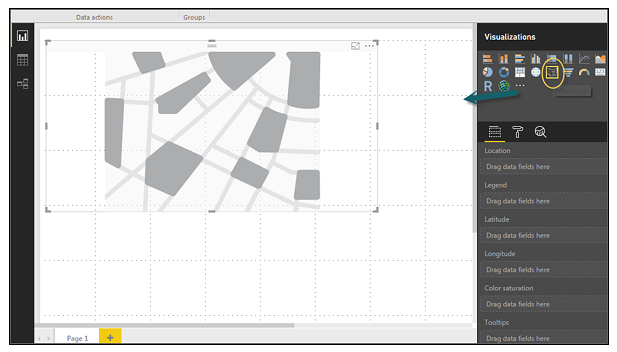 Data actions
Groups
Visualizations
R
Location
Drag data fields here
Legend
Drag data fields here
Latitude
Drag data fields here
Longitude
Drag data fields here
Color saturation
Drag data fields here
Tooltips
Drag data fields here
Page 1